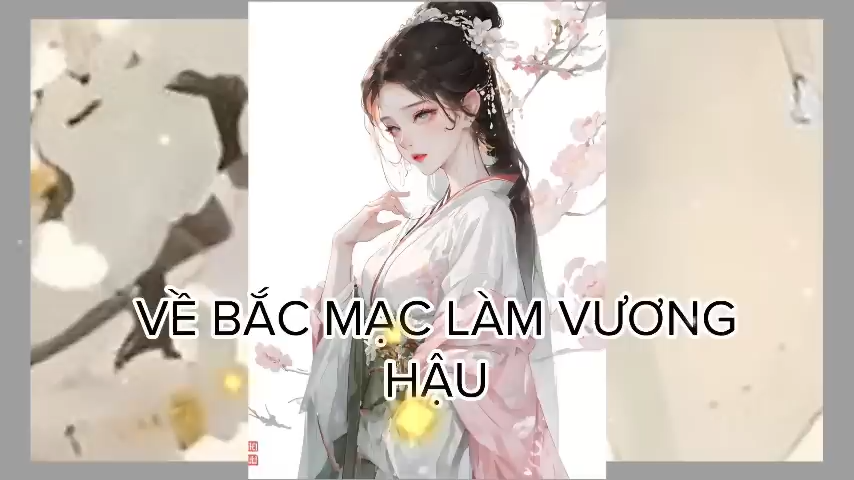 VỀ BẮC MẠC LÀM VƯƠNG
HẬU